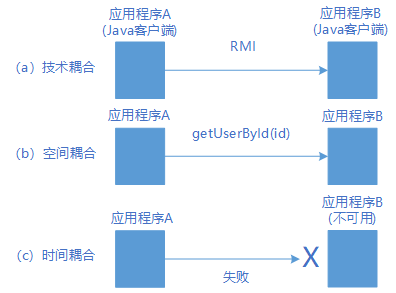 应用程序A
(Java客户端)
应用程序B
(Java客户端)
RMI
(a) 技术耦合
应用程序A
应用程序B
getUserById(id)
(b) 空间耦合
应用程序A
应用程序B
(不可用)
(c) 时间耦合
X
失败